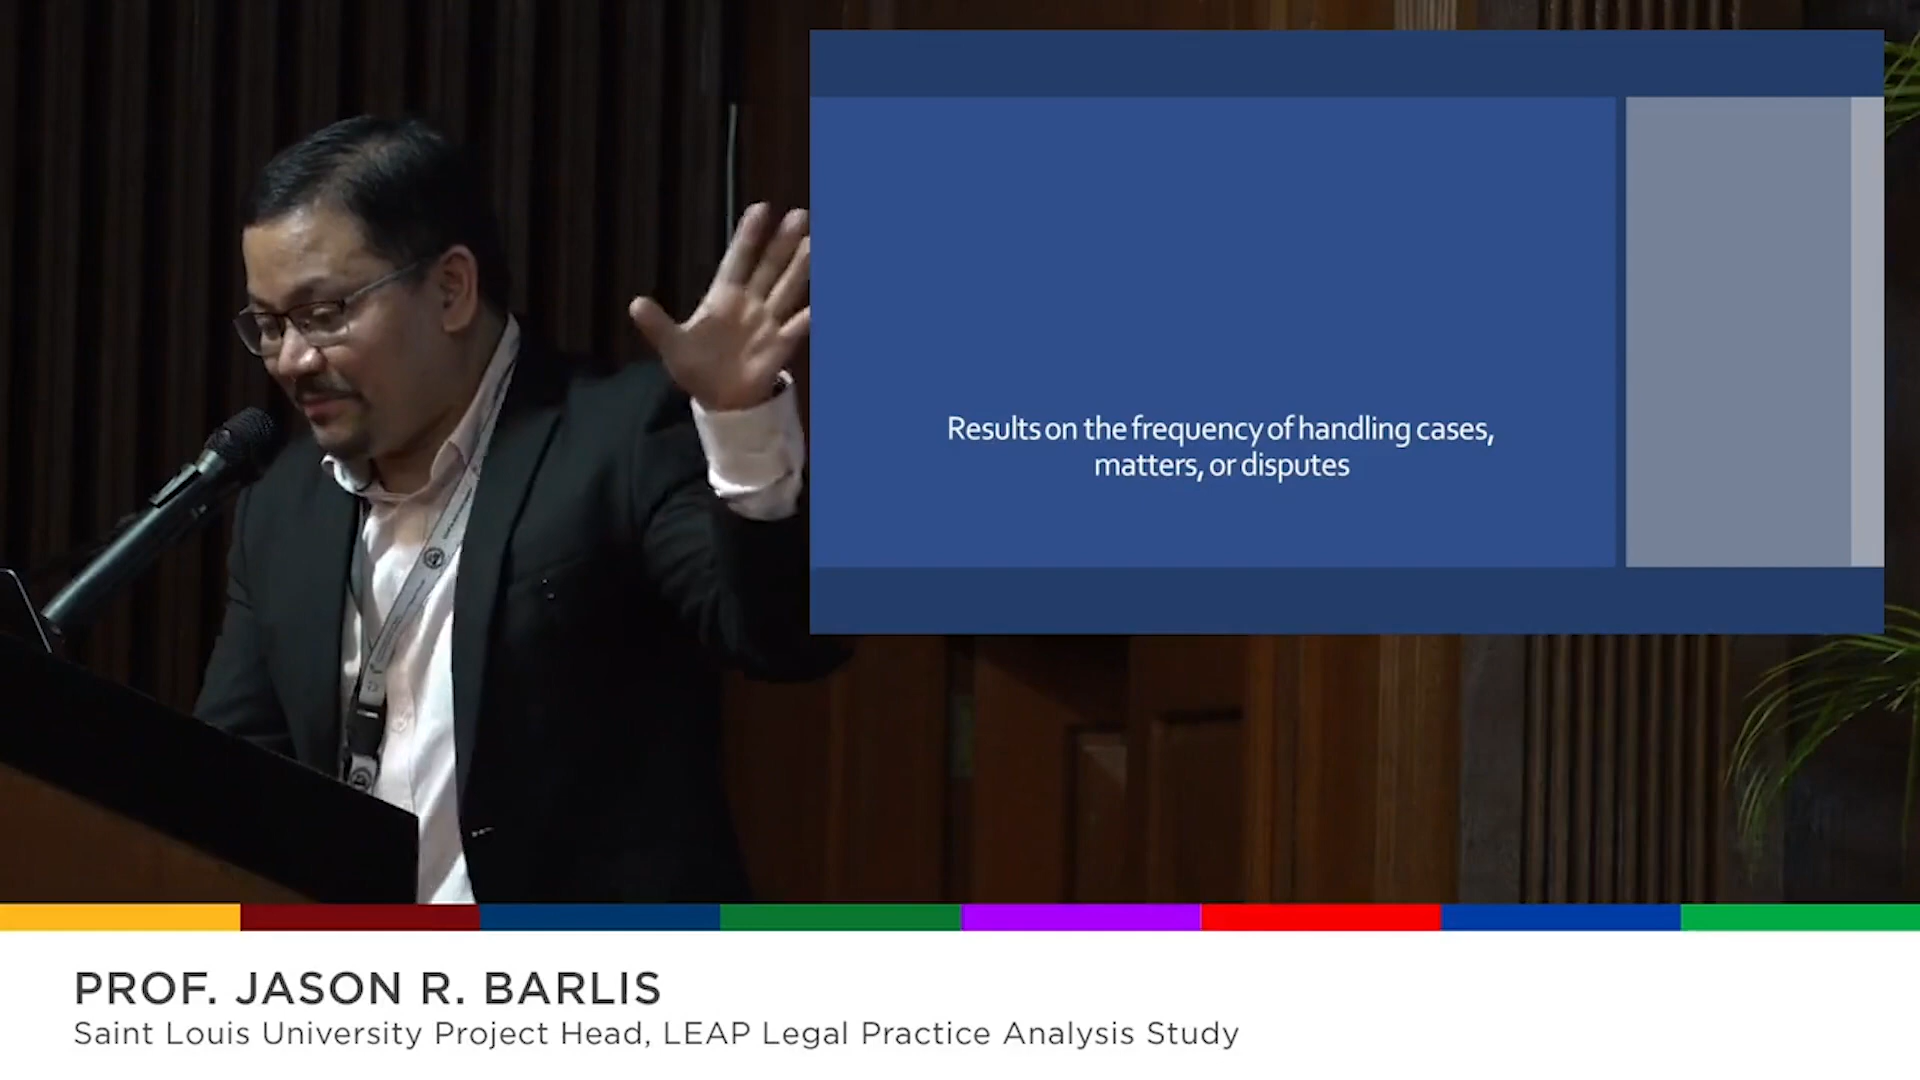 Results on the frequency of handling cases,
matters, or disputes
PROF. JASON R. BARLIS
Saint Louis University Project Head, LEAP Legal Practice Analysis Study